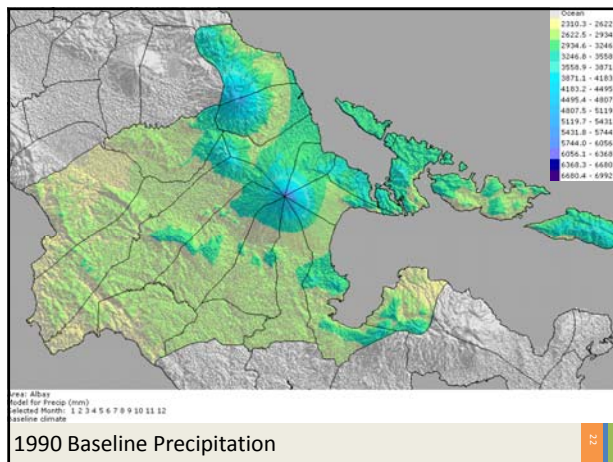 Ocean
2310.3 - 2622
2622.5 - 2934
2934.6 - 3246
3246.8 - 3558
3558.9 - 3871
3871.1 - 4183
4183.2 - 4495
4495.4 - 4807
4807.5 - 5119
5119.7 - 5431
5431.8 - 5744
5744.0 - 6056
6056.1 - 6368
6368.3 - 6680
6680.4 - 6992
Area: Albay
Model for Precip (mm)
Selected Month: 1 2 3 4 5 6 7 8 9 10 11 12
Baseline climate
1990 Baseline Precipitation
22